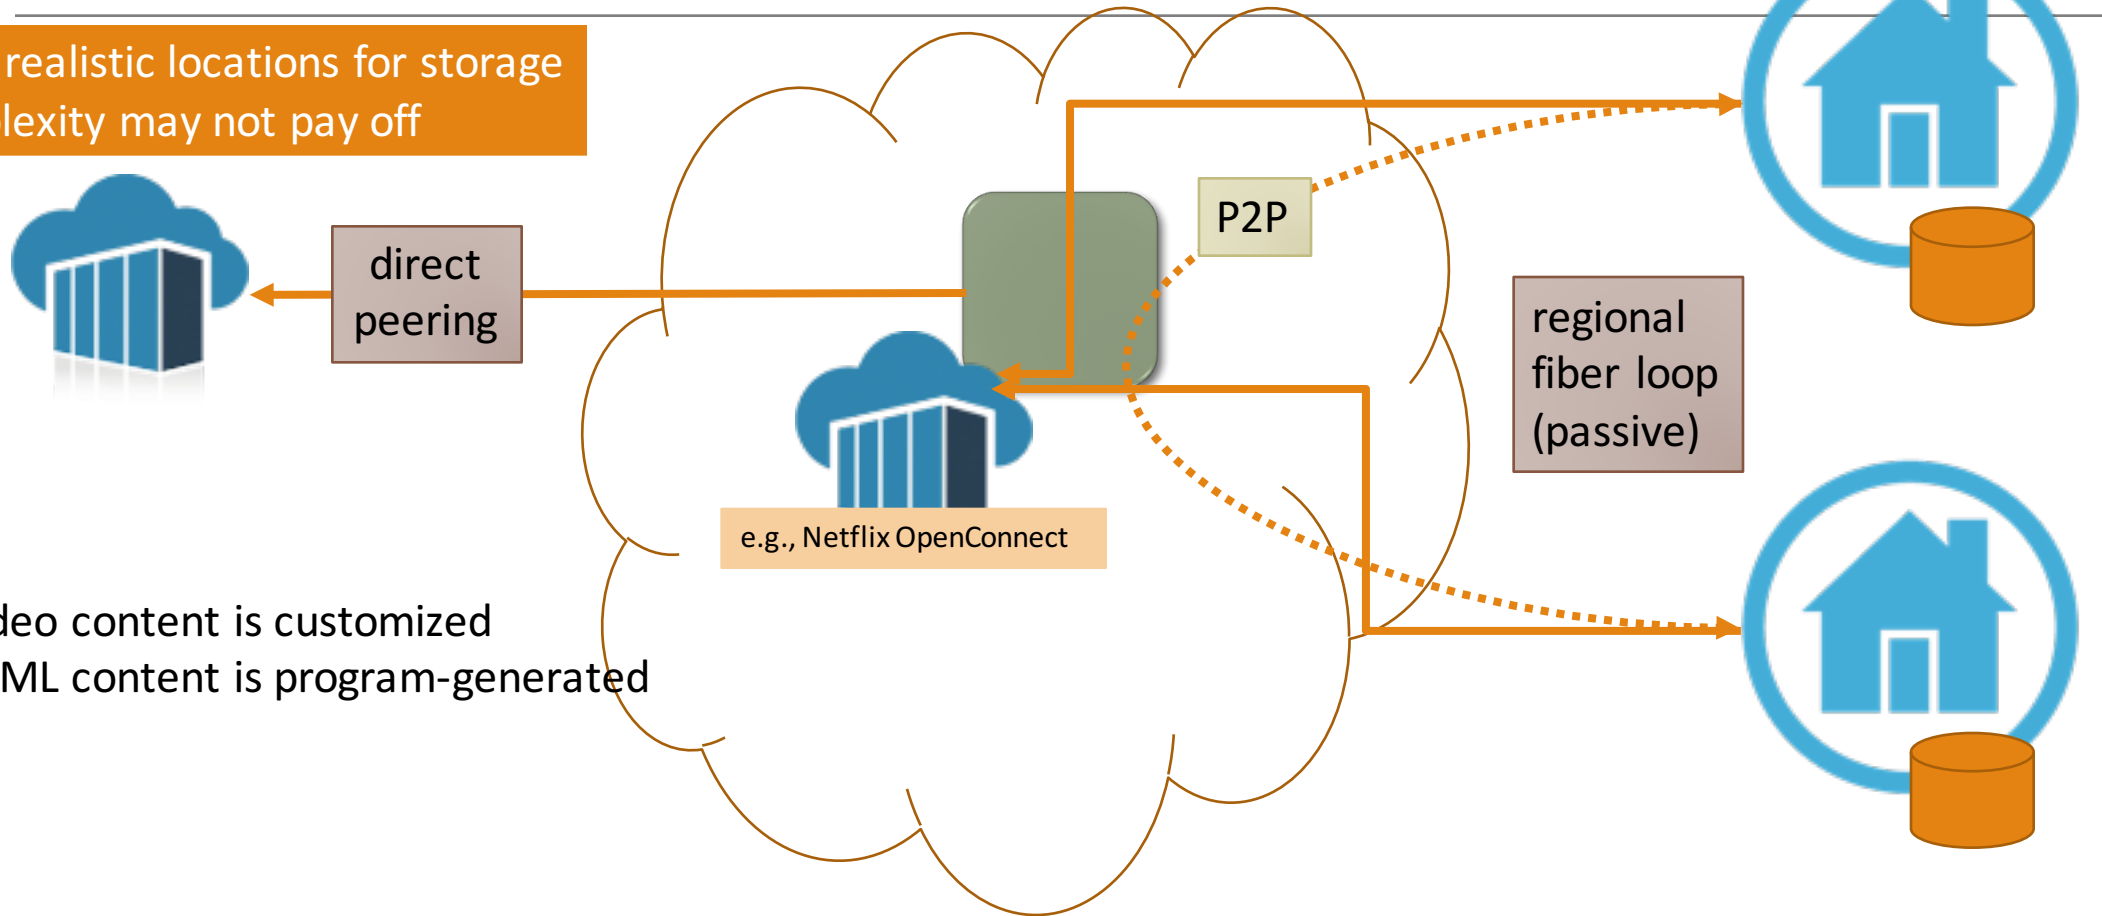 realistic locations for storage
plexity may not pay off
direct
peering
P2P
regional
fiber loop
(passive)
e.g., Netflix OpenConnect
deo content is customized
ML content is program-generated